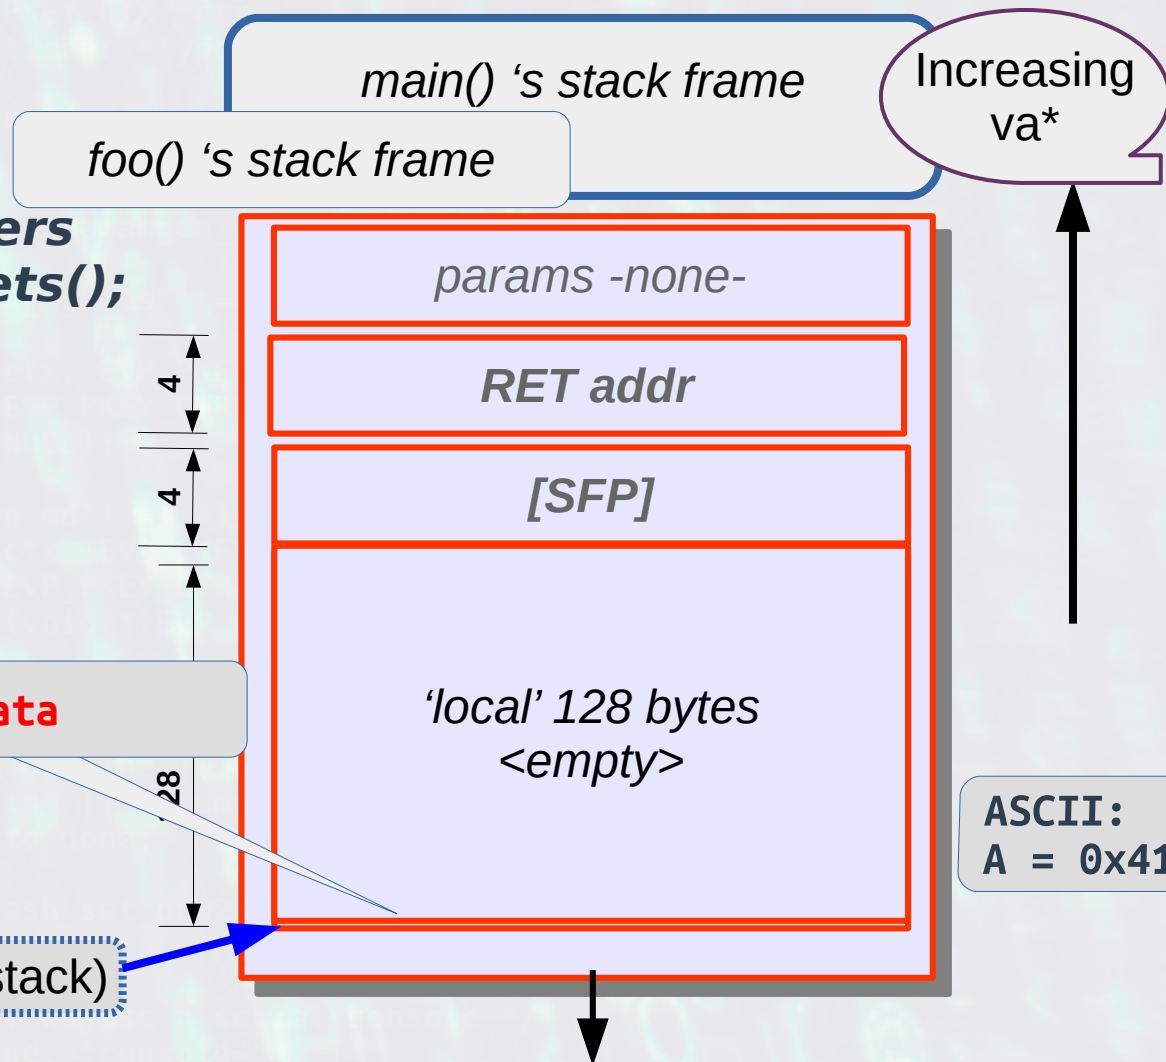 main() ‘s stack frame
Increasing
va*
foo() ‘s stack frame
ers
ets();
params -none-
4
RET addr
4
[SFP]
ata
‘local’ 128 bytes
<empty>
28
ASCII:
A = 0x41
stack)